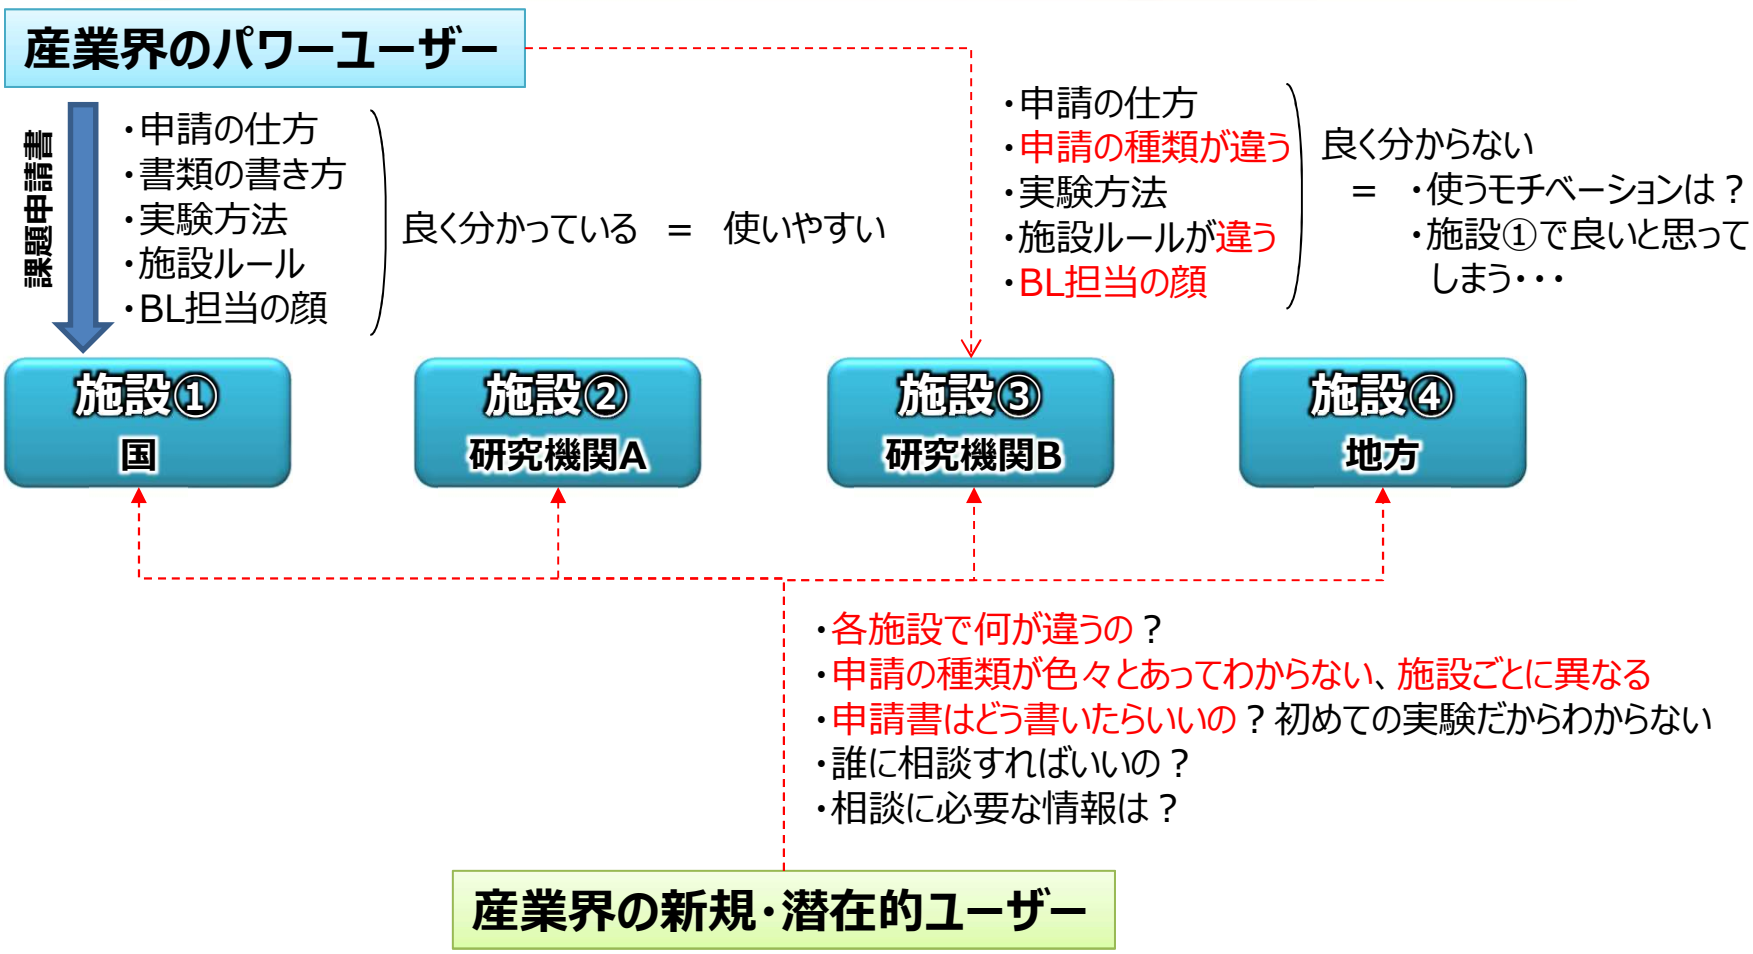 産業界のパワーユーザー
課題申請書
・申請の仕方
・書類の書き方
・実験方法
・施設ルール
・BL担当の顔
良く分かっている = 使いやすい
・申請の仕方
・申請の種類が違う
・実験方法
・施設ルールが違う
・BL担当の顔
良く分からない
= ・使うモチベーションは？
・施設①で良いと思って
しまう・・・
施設①
国
施設②
研究機関A
施設③
研究機関B
施設④
地方
・各施設で何が違うの？
・申請の種類が色々とあってわからない、施設ごとに異なる
・申請書はどう書いたらいいの？初めての実験だからわからない
・誰に相談すればいいの？
・相談に必要な情報は？
産業界の新規・潜在的ユーザー